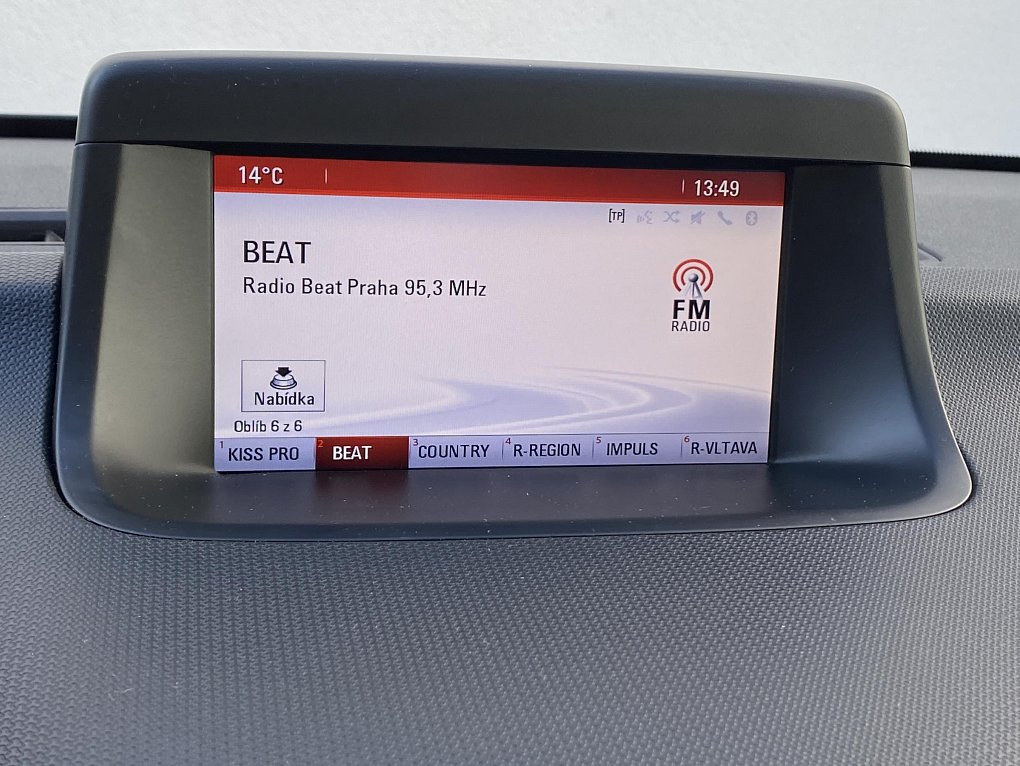 14°C 13:49
[TP]
BEAT
Radio Beat Praha 95,3 MHz
FM
RADIO
Nabídka
Oblíb 6 z 6
1 KISS PRO 2 BEAT 3 COUNTRY 4 R-REGION 5 IMPULS 6 R-VLTAVA